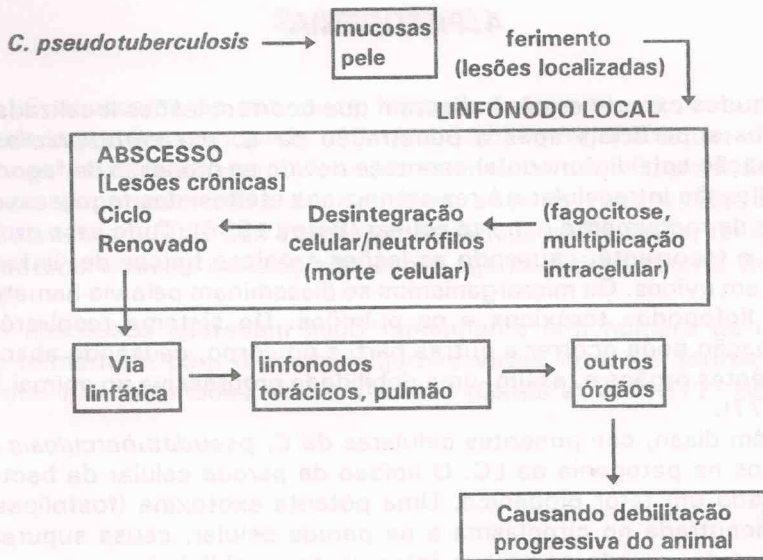 C. pseudotuberculosis
mucosas
pele
ferimento
(lesões localizadas)
LINFONODO LOCAL
ABSCESSO
[Lesões crônicas]
Ciclo
Renovado
Desintegração
celular/neutrófilos
(morte celular)
(fagocitose,
multiplicação
intracelular)
Via
linfática
linfonodos
torácicos, pulmão
outros
órgãos
Cassando debilitação
progressiva do animal